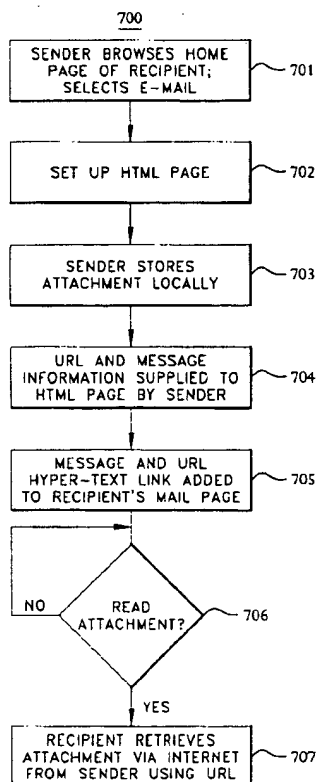 700
SENDER BROWSES HOME
PAGE OF RECIPIENT;
SELECTS E-MAIL
701
SET UP HTML PAGE
702
SENDER STORES
ATTACHMENT LOCALLY
703
URL AND MESSAGE
INFORMATION SUPPLIED TO
HTML PAGE BY SENDER
704
MESSAGE AND URL
HYPER-TEXT LINK ADDED
TO RECIPIENT'S MAIL PAGE
705
NO
READ
ATTACHMENT?
706
YES
RECIPIENT RETRIEVES
ATTACHMENT VIA INTERNET
FROM SENDER USING URL
707